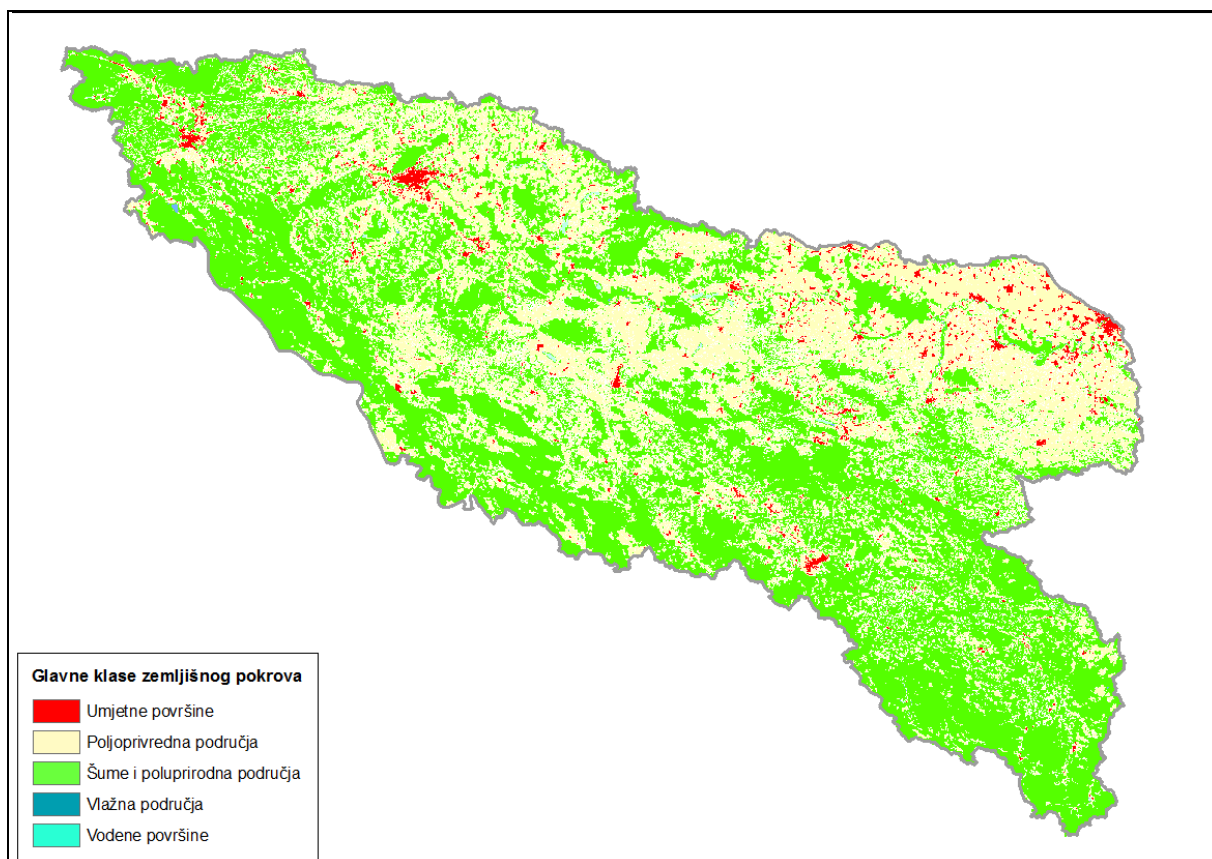 Glavne klase zemljišnog pokrova
Umjetne površine
Poljoprivredna područja
Šume i poluprirodna područja
Vlažna područja
Vodene površine